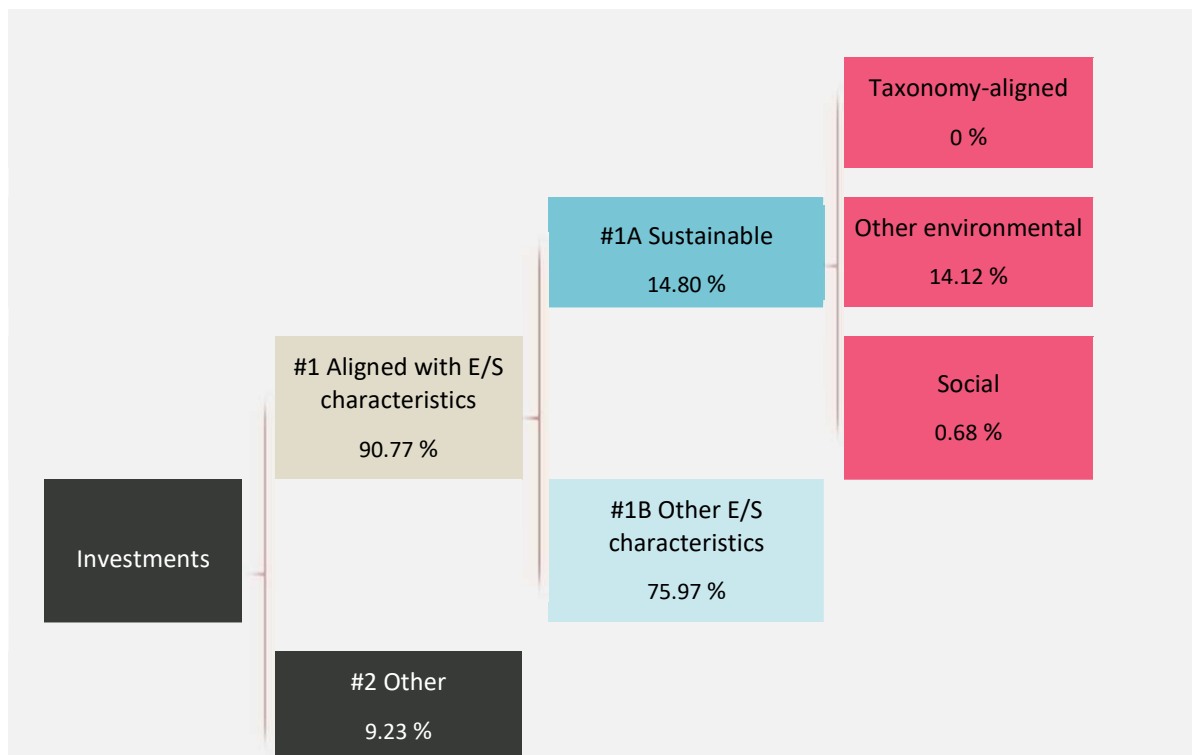 Taxonomy-aligned
0 %
#1A Sustainable
14.80 %
Other environmental
14.12 %
#1 Aligned with E/S
characteristics
90.77 %
Social
0.68 %
Investments
#1B Other E/S
characteristics
75.97 %
#2 Other
9.23 %